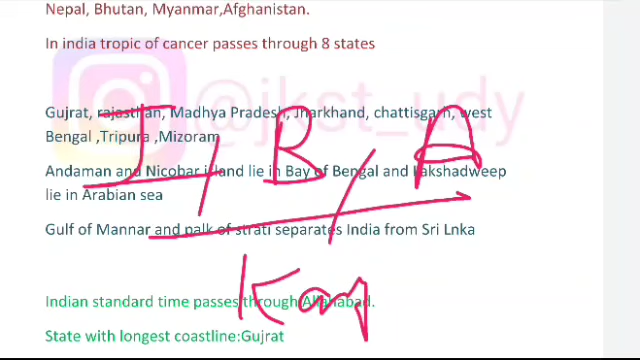 Nepal, Bhutan, Myanmar,Afghanistan.
In india tropic of cancer passes through 8 states
@jkst_udy
Gujrat, rajasthan, Madhya Pradesh, Jharkhand, chattisgarh, west
Bengal ,Tripura ,Mizoram
J B A
Andaman and Nicobar island lie in Bay of Bengal and Lakshadweep
lie in Arabian sea
Gulf of Mannar and palk of strati separates India from Sri Lnka
Indian standard time passes through Allahabad.
State with longest coastline:Gujrat